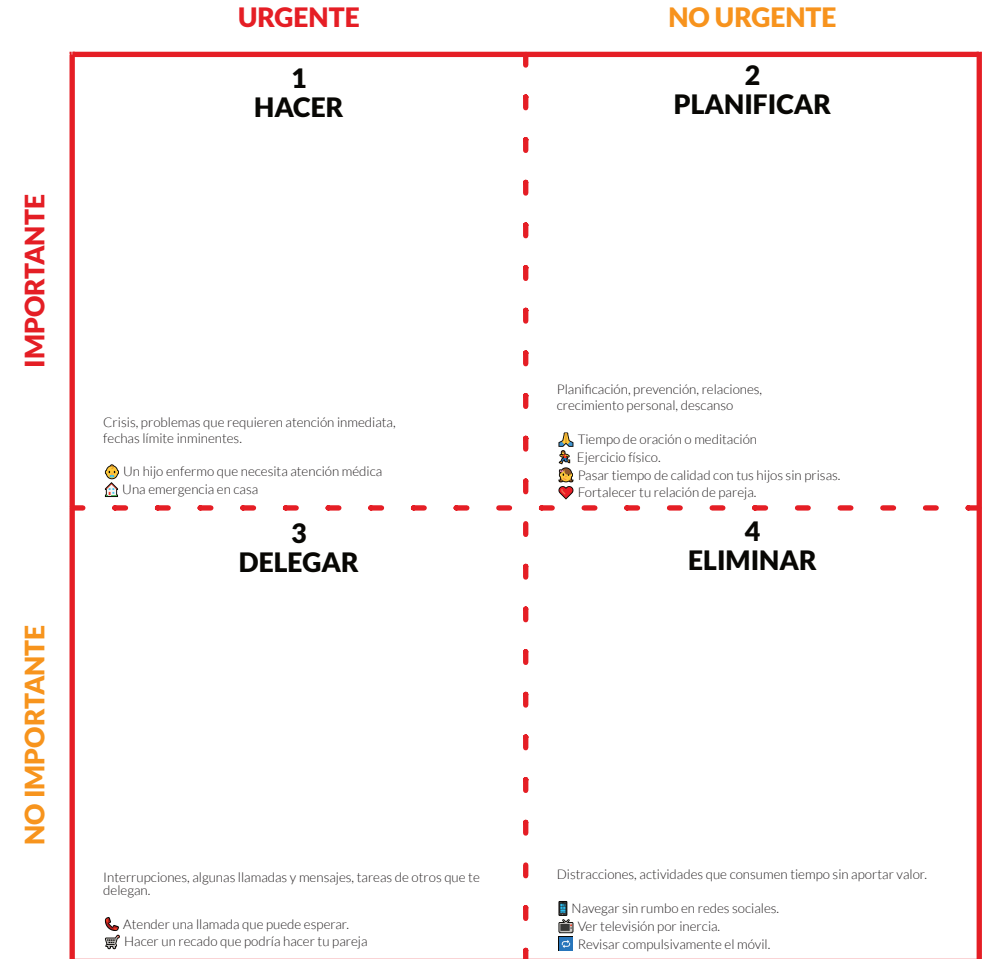 URGENTE
NO URGENTE
IMPORTANTE
1
HACER
Crisis, problemas que requieren atención inmediata,
fechas límite inminentes.
Un hijo enfermo que necesita atención médica
Una emergencia en casa
2
PLANIFICAR
Planificación, prevención, relaciones,
crecimiento personal, descanso
Tiempo de oración o meditación
Ejercicio físico.
Pasar tiempo de calidad con tus hijos sin prisas.
Fortalecer tu relación de pareja.
NO IMPORTANTE
3
DELEGAR
Interrupciones, algunas llamadas y mensajes, tareas de otros que te
delegan.
Atender una llamada que puede esperar.
Hacer un recado que podría hacer tu pareja
4
ELIMINAR
Distracciones, actividades que consumen tiempo sin aportar valor.
Navegar sin rumbo en redes sociales.
Ver televisión por inercia.
Revisar compulsivamente el móvil.